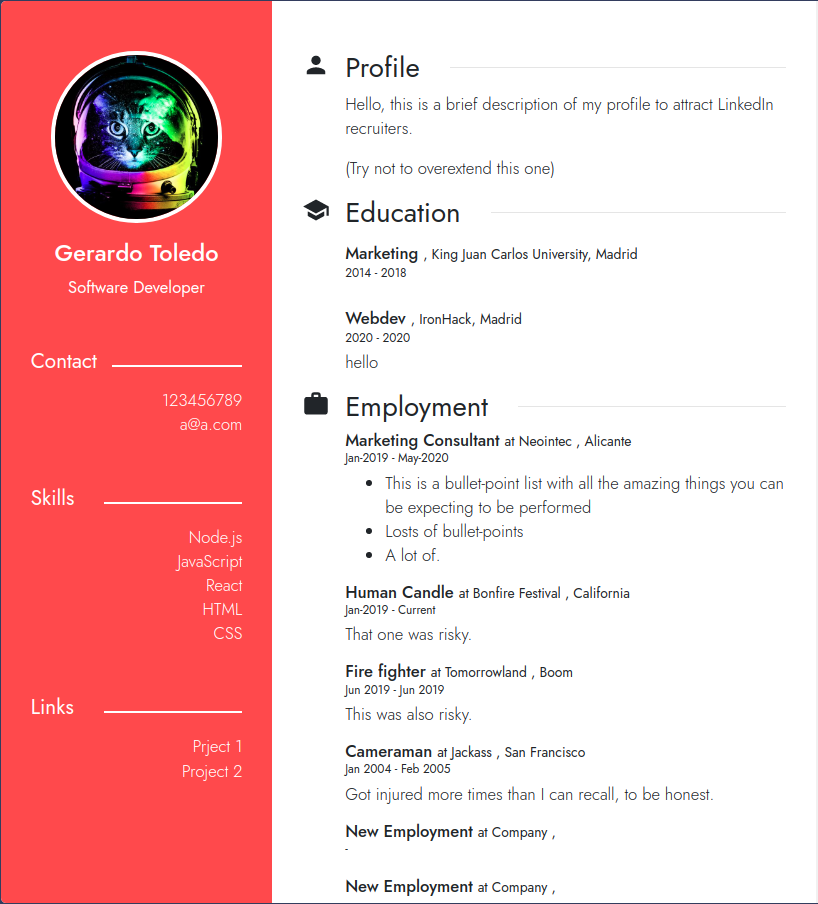 Gerardo Toledo
Software Developer
Contact
123456789
a@a.com
Skills
Node.js
JavaScript
React
HTML
CSS
Links
Prject 1
Project 2
Profile
Hello, this is a brief description of my profile to attract LinkedIn
recruiters.
(Try not to overextend this one)
Education
Marketing , King Juan Carlos University, Madrid
2014 - 2018
Webdev , IronHack, Madrid
2020 - 2020
hello
Employment
Marketing Consultant at Neointec , Alicante
Jan-2019 - May-2020
• This is a bullet-point list with all the amazing things you can
be expecting to be performed
• Losts of bullet-points
• A lot of.
Human Candle at Bonfire Festival , California
Jan-2019 - Current
That one was risky.
Fire fighter at Tomorrowland , Boom
Jun 2019 - Jun 2019
This was also risky.
Cameraman at Jackass , San Francisco
Jan 2004 - Feb 2005
Got injured more times than I can recall, to be honest.
New Employment at Company ,
-
New Employment at Company ,